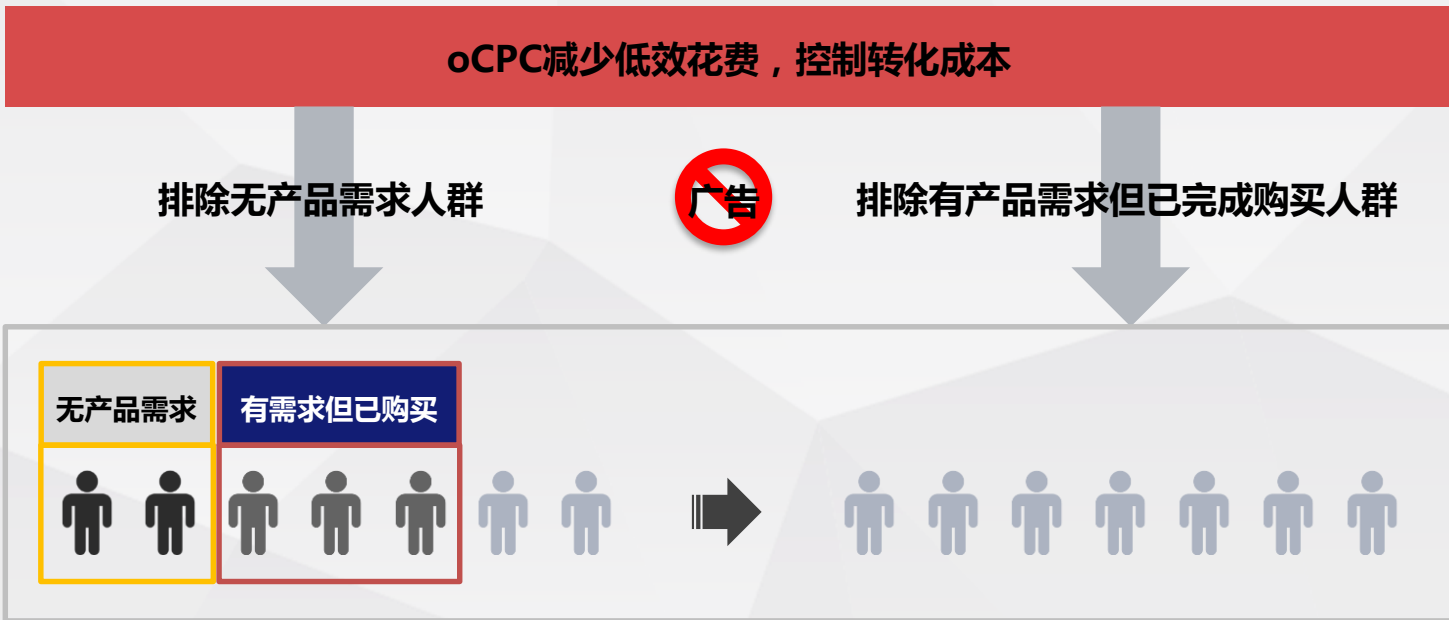 oCPC减少低效花费，控制转化成本
排除无产品需求人群
广告
排除有产品需求但已完成购买人群
无产品需求
有需求但已购买